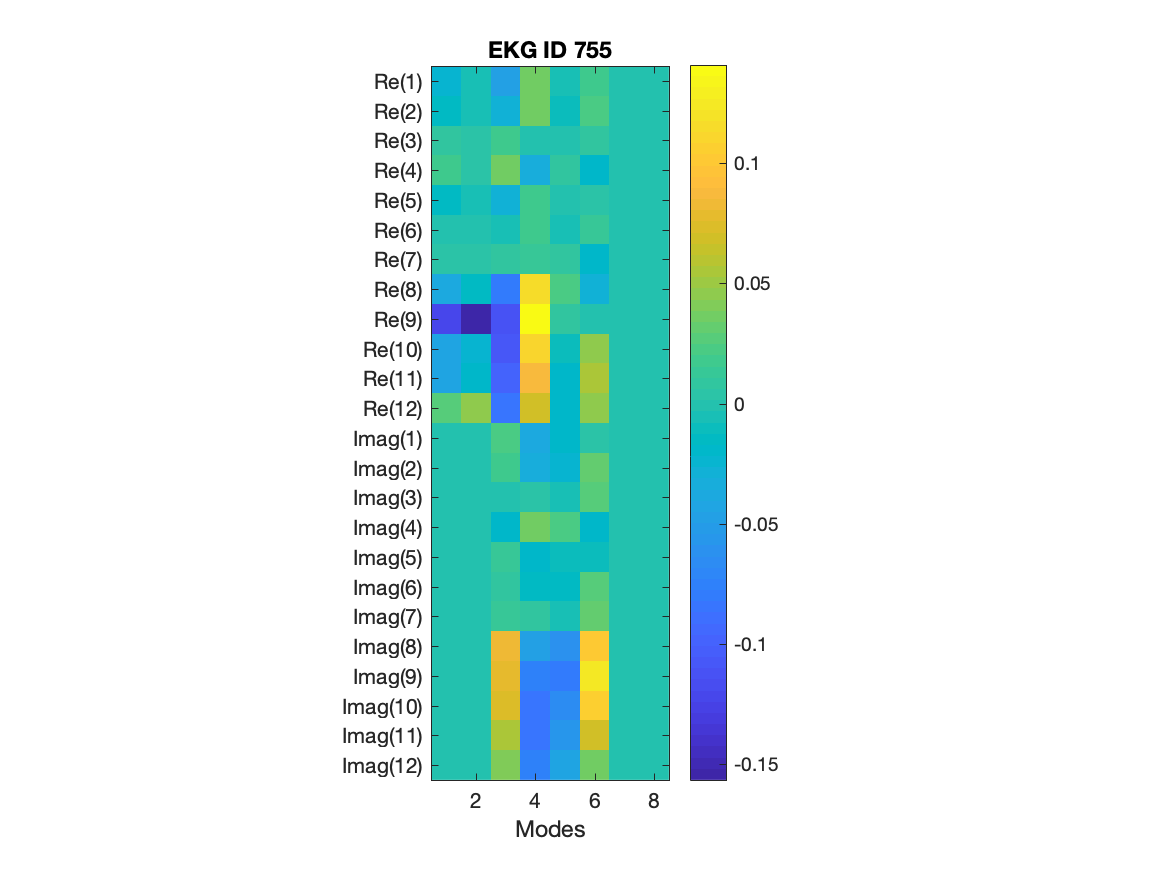 EKG ID 755
Re(1)
Re(2)
Re(3)
Re(4)
Re(5)
Re(6)
Re(7)
Re(8)
Re(9)
Re(10)
Re(11)
Re(12)
Imag(1)
Imag(2)
Imag(3)
Imag(4)
Imag(5)
Imag(6)
Imag(7)
Imag(8)
Imag(9)
Imag(10)
Imag(11)
Imag(12)
2 4 6 8
Modes
0.1
0.05
0
-0.05
-0.1
-0.15